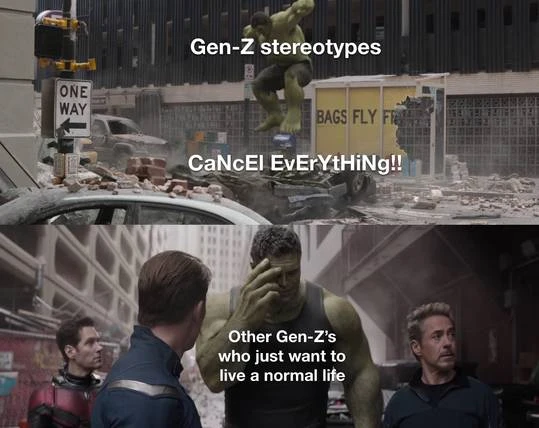 Gen-Z stereotypes
ONE
WAY
BAGS FLY
CaNcEl EvErYtHiNg!!
Other Gen-Z’s
who just want to
live a normal life